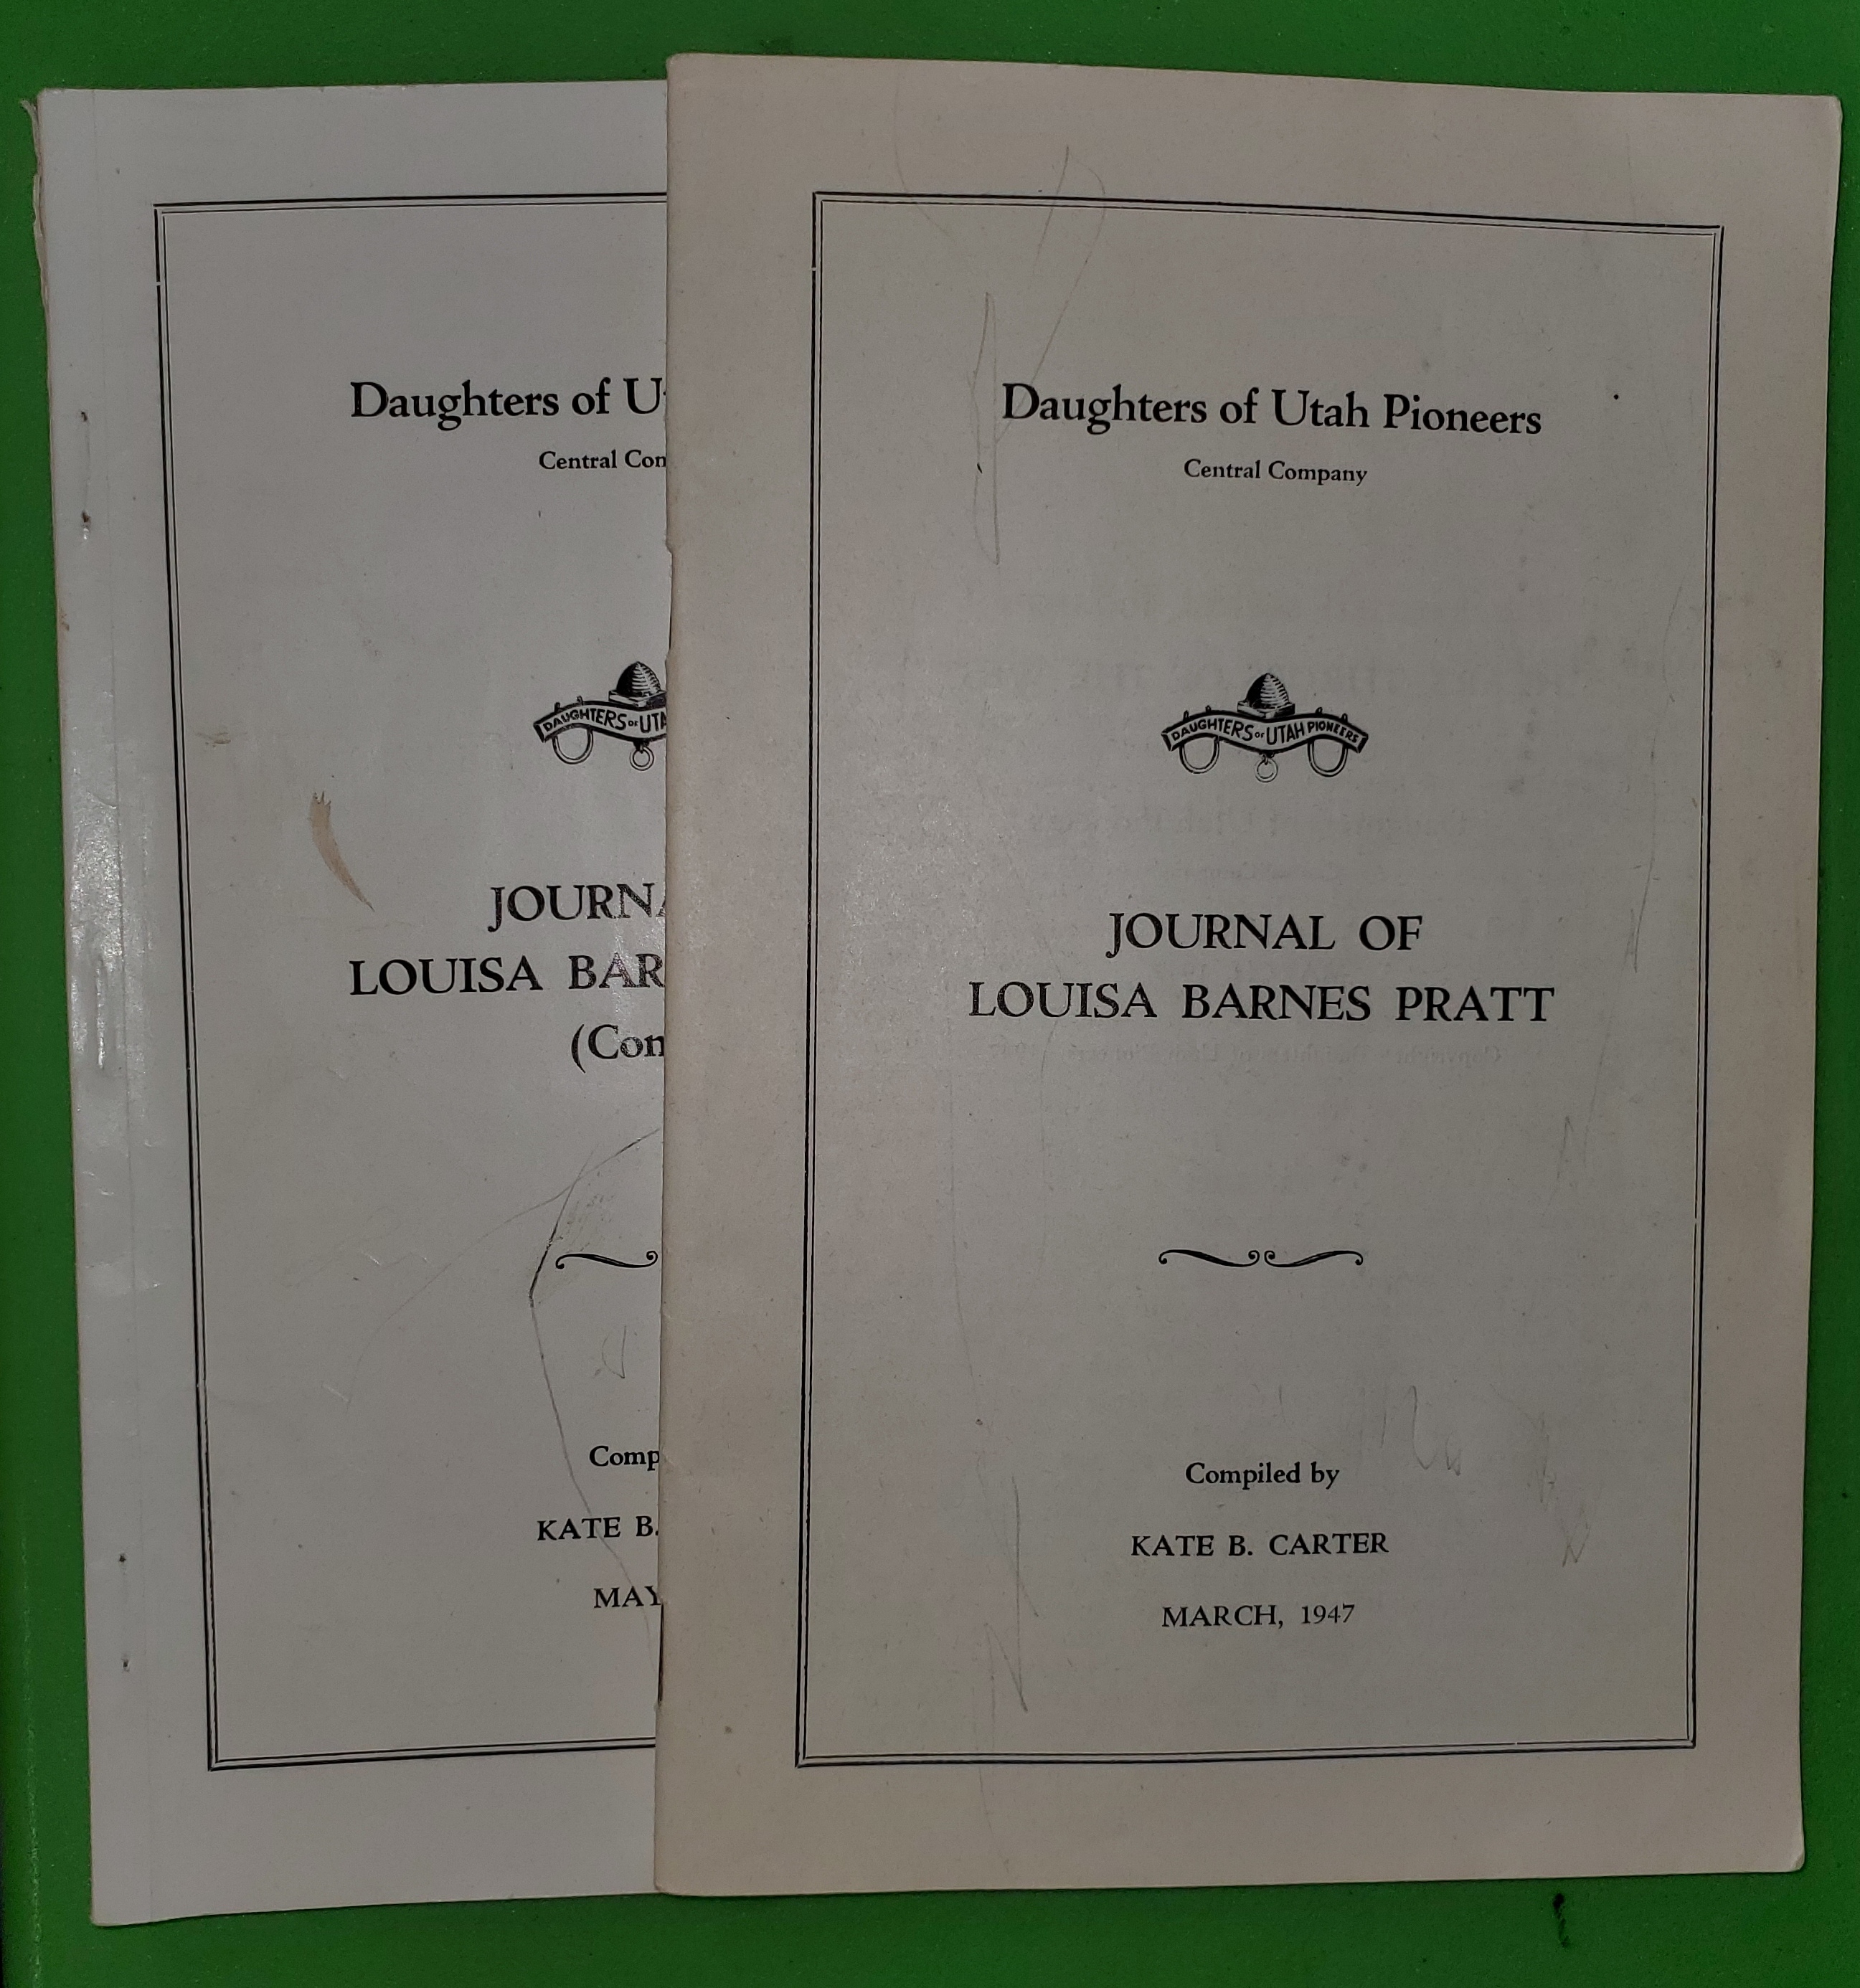 Daughters of U
Central Com
DAUGHTERS OF UTA
JOURNA
LOUISA BAR
(Con
Comp
KATE B.
MAY
Daughters of Utah Pioneers
Central Company
DAUGHTERS OF UTAH PIONEERS
JOURNAL OF
LOUISA BARNES PRATT
Compiled by
KATE B. CARTER
MARCH, 1947